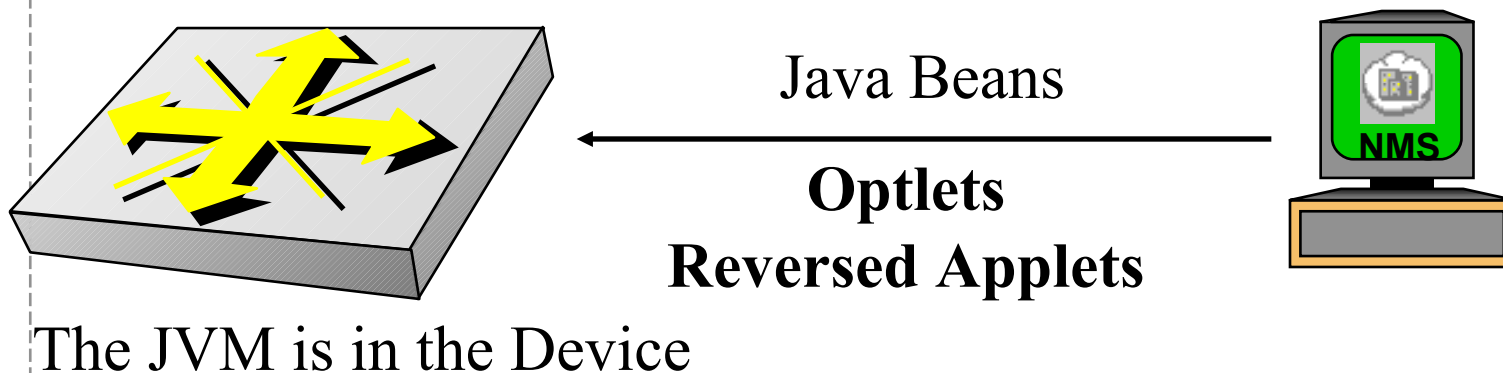 Java Beans
NMS
Optlets
Reversed Applets
The JVM is in the Device